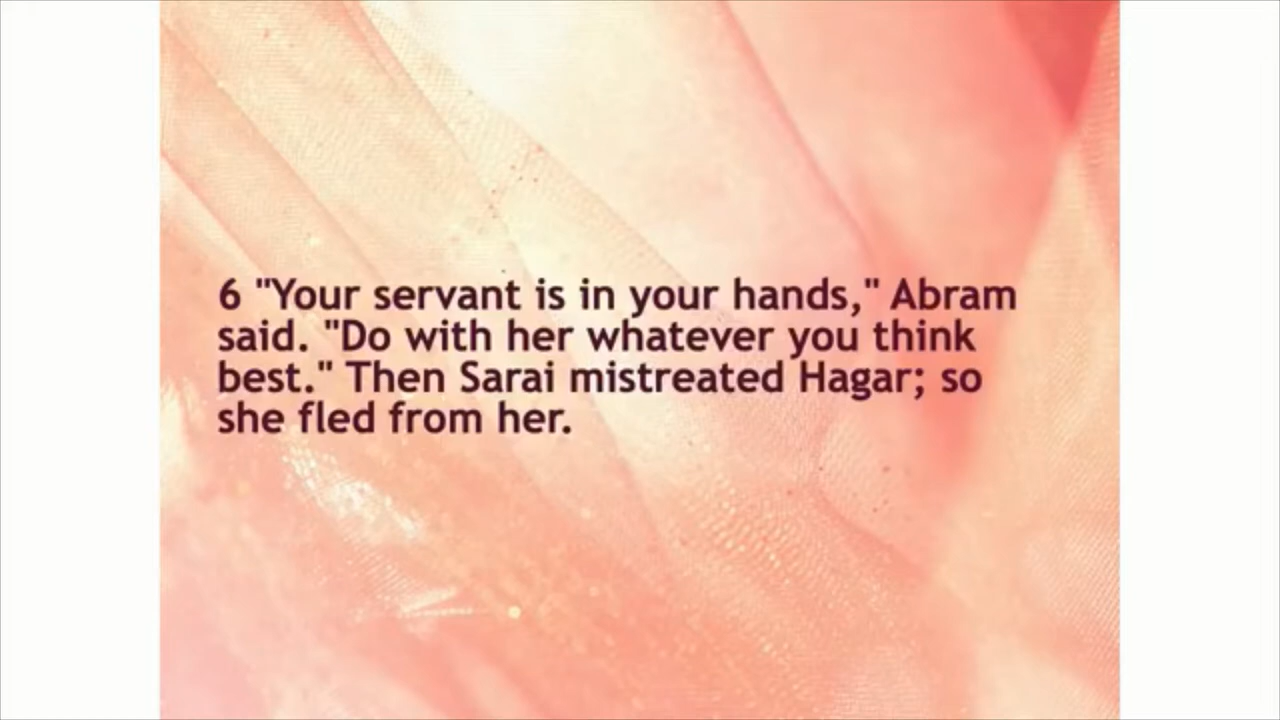 6 "Your servant is in your hands," Abram
said. "Do with her whatever you think
best." Then Sarai mistreated Hagar; so
she fled from her.